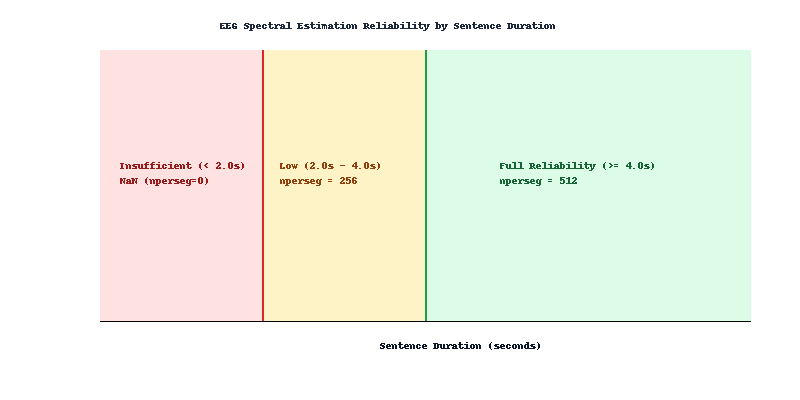 EEG Spectral Estimation Reliability by Sentence Duration
Insufficient (< 2.0s)
NaN (nperseg=0)
Low (2.0s - 4.0s)
nperseg = 256
Full Reliability (>= 4.0s)
nperseg = 512
Sentence Duration (seconds)